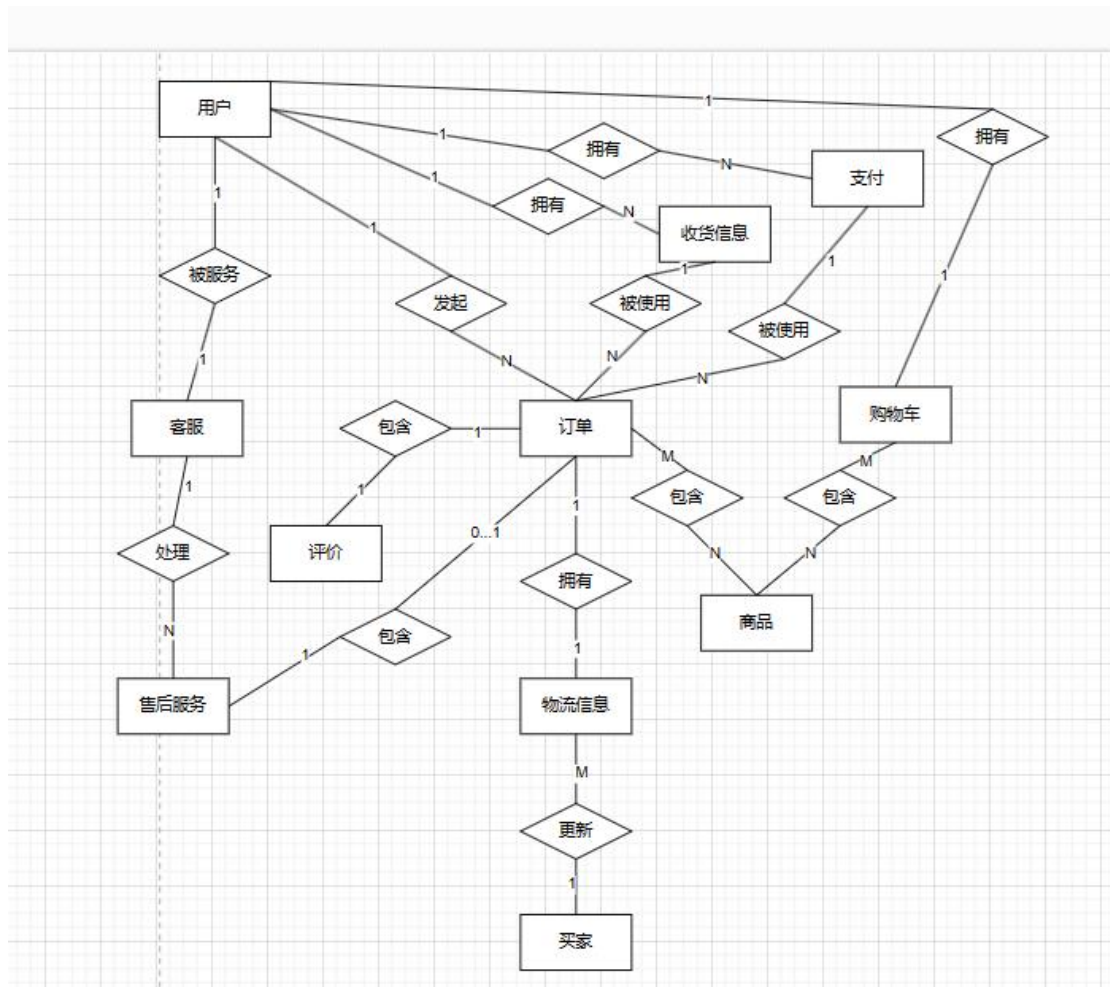 用户
1
拥有
1
拥有
N
支付
1
拥有
N
收货信息
1
1
被服务
1
被使用
1
发起
被使用
1
1
N
N
N
购物车
客服
包含
1
订单
M
M
1
1
包含
包含
1
0...1
N
N
处理
评价
拥有
商品
N
包含
1
1
售后服务
物流信息
M
更新
1
买家